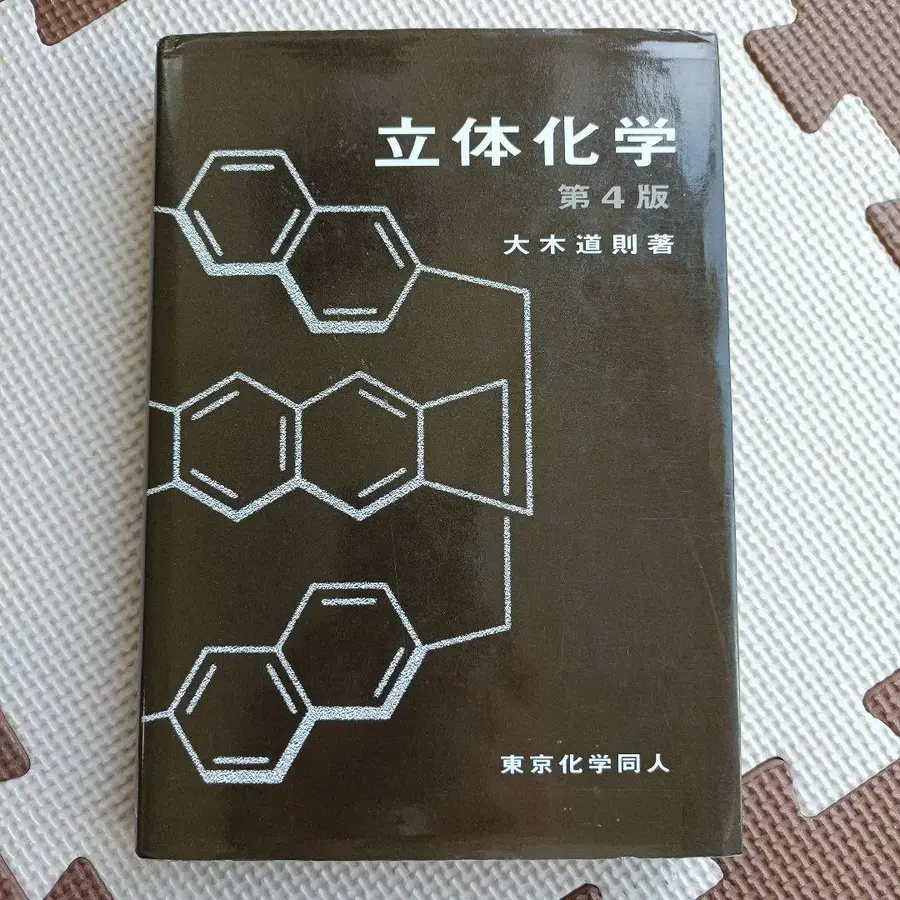 立体化学
第4版
大木道則著
東京化学同人